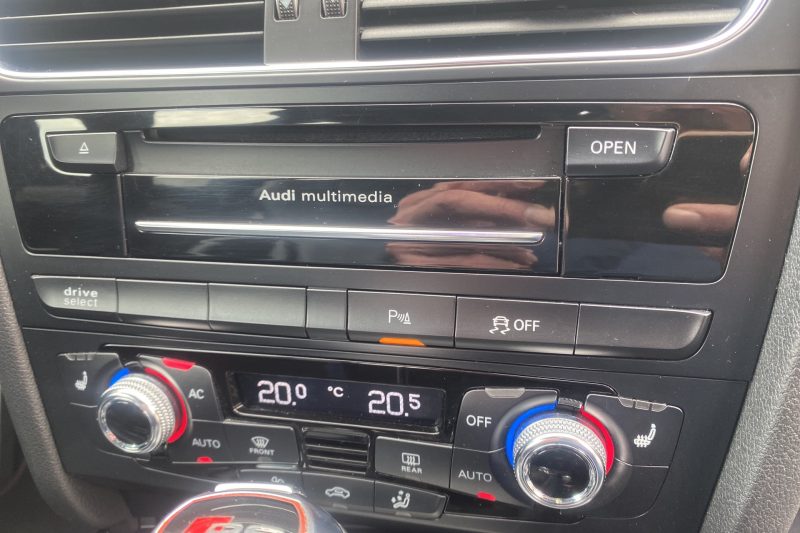 OPEN
Audi multimedia
drive
select
P
OFF
AC
20.0 °C 20.5
OFF
AUTO
FRONT
REAR
AUTO